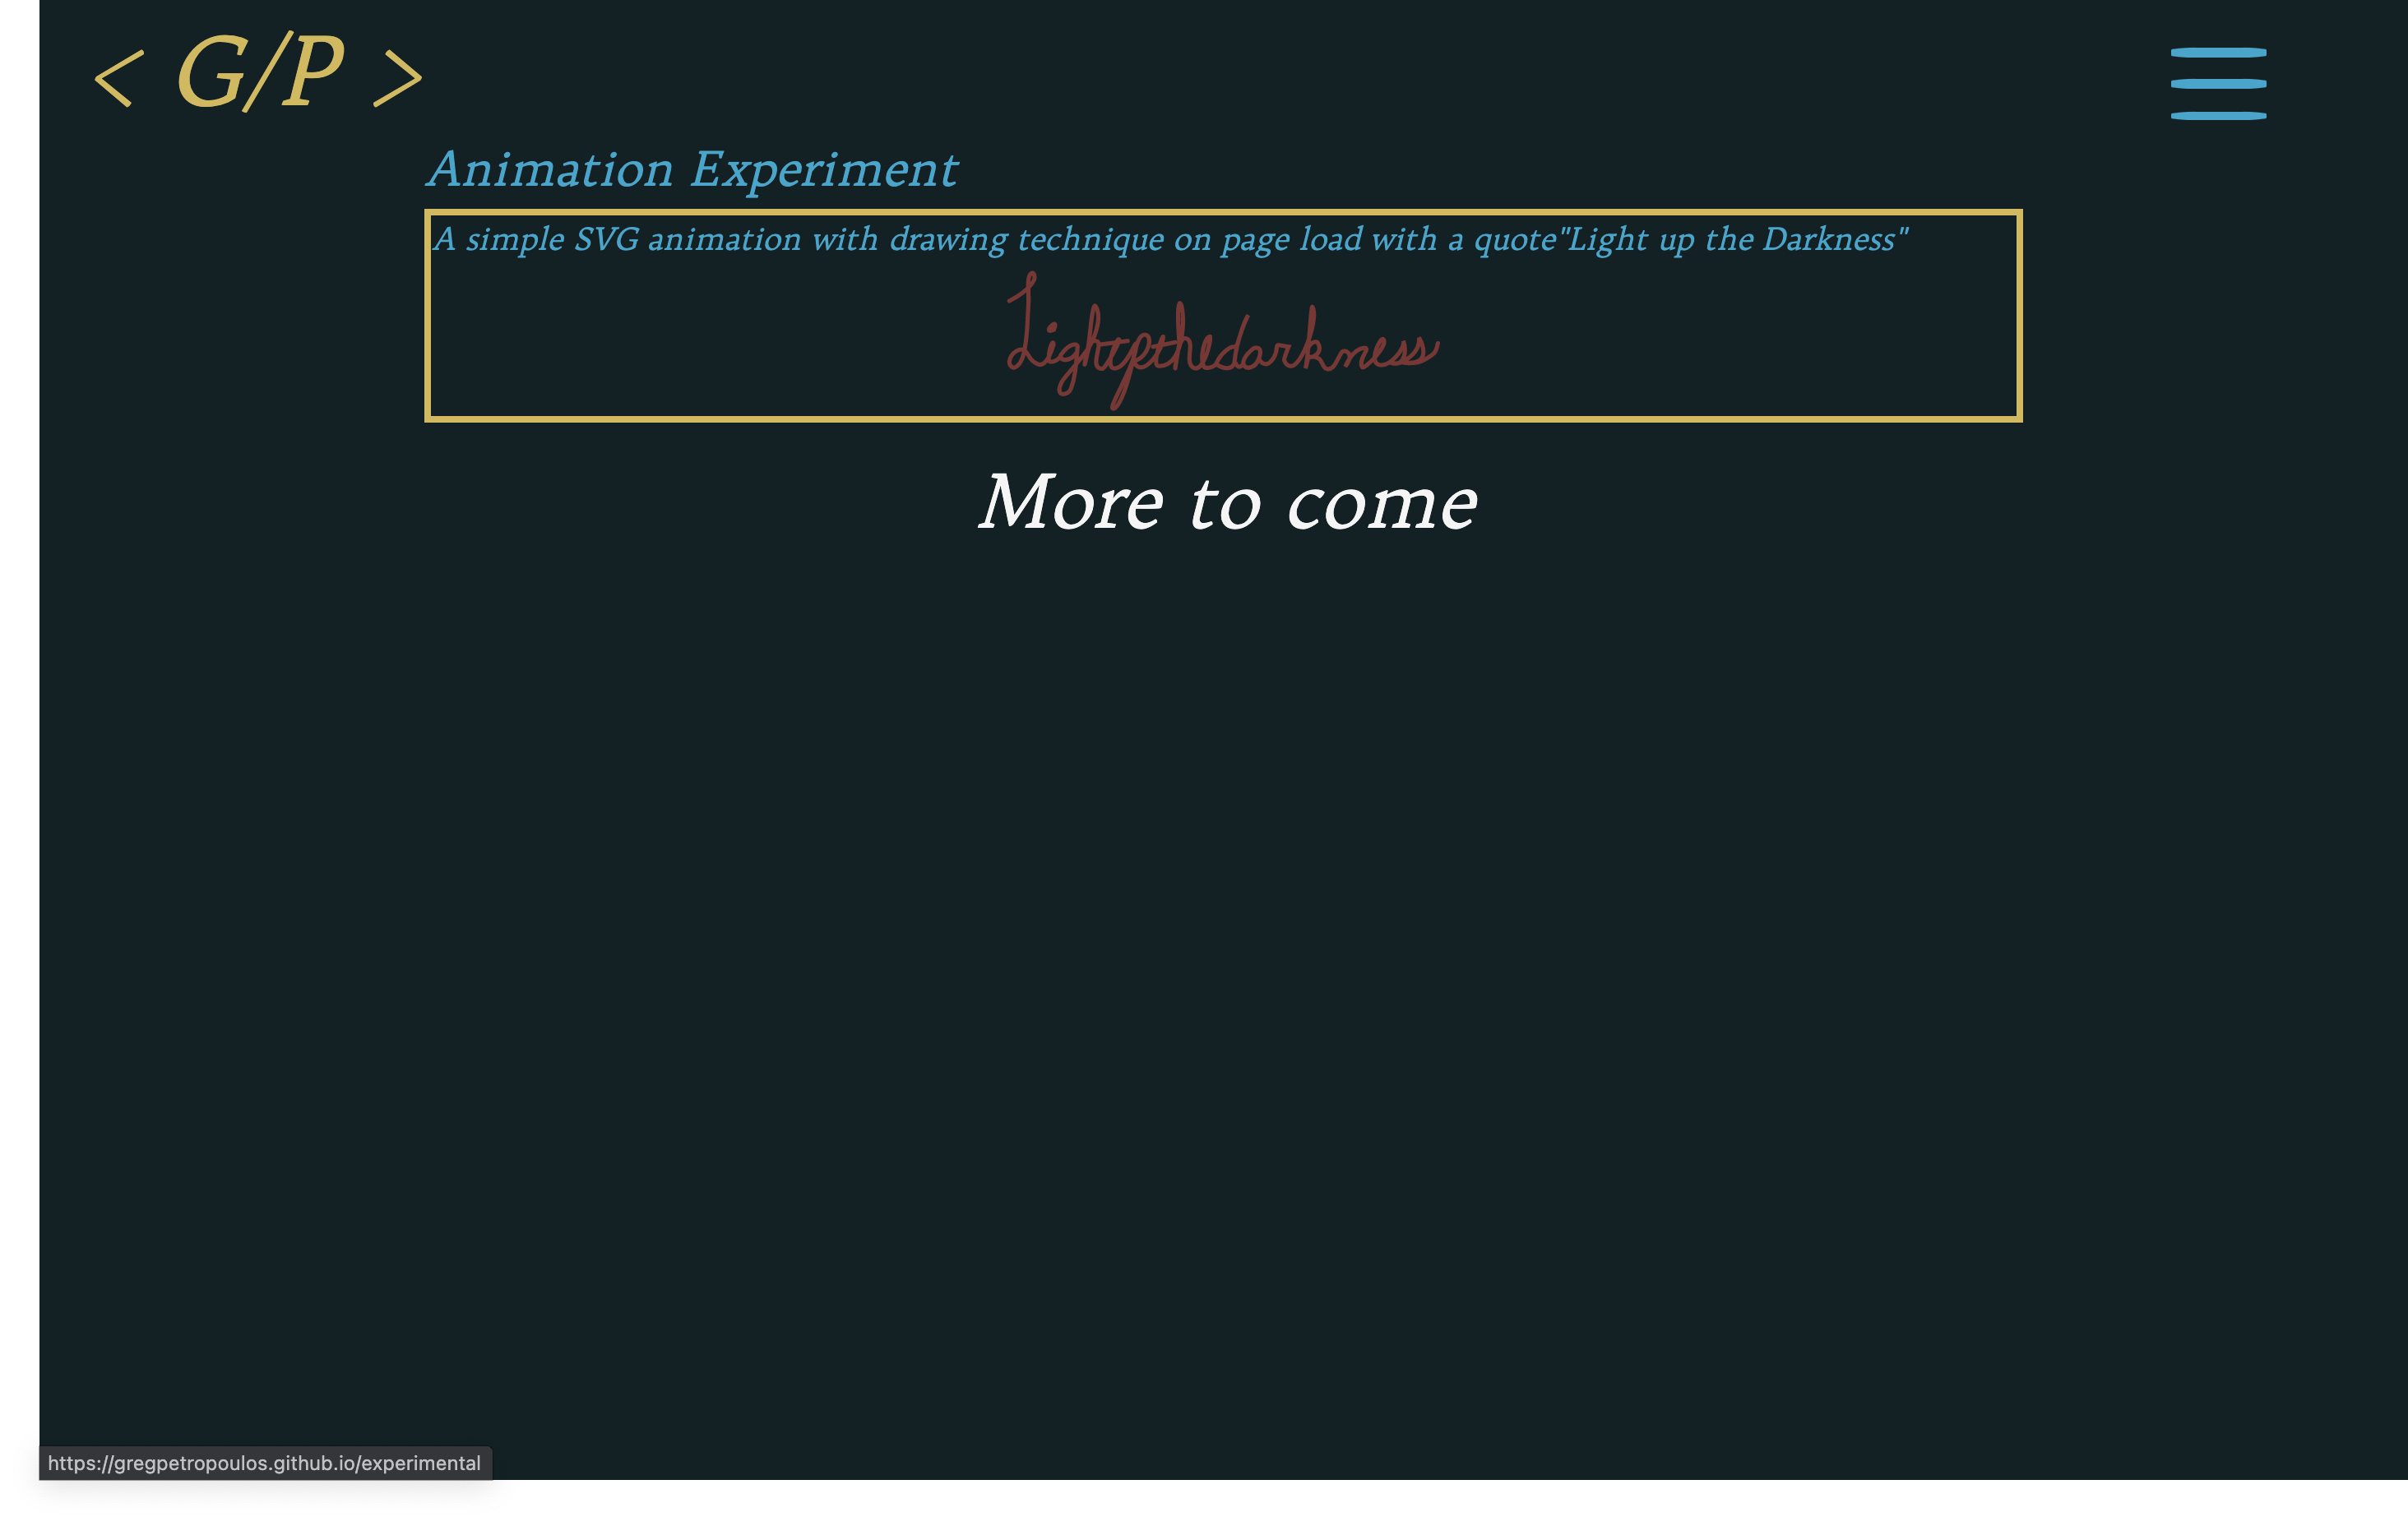 < G/P >
Animation Experiment
A simple SVG animation with drawing technique on page load with a quote"Light up the Darkness"
Lightupthedarkness
More to come
https://gregpetropoulos.github.io/experimental